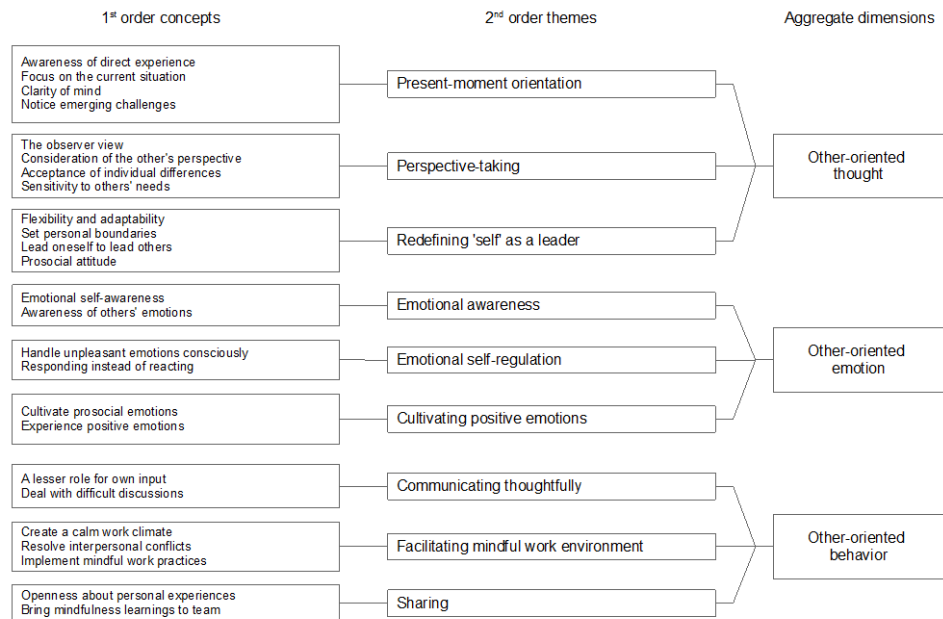 1st order concepts
2nd order themes
Aggregate dimensions
Awareness of direct experience
Focus on the current situation
Clarity of mind
Notice emerging challenges
Present-moment orientation
The observer view
Consideration of the other's perspective
Acceptance of individual differences
Sensitivity to others' needs
Perspective-taking
Other-oriented
thought
Flexibility and adaptability
Set personal boundaries
Lead oneself to lead others
Prosocial attitude
Redefining 'self' as a leader
Emotional self-awareness
Awareness of others' emotions
Emotional awareness
Handle unpleasant emotions consciously
Responding instead of reacting
Emotional self-regulation
Other-oriented
emotion
Cultivate prosocial emotions
Experience positive emotions
Cultivating positive emotions
A lesser role for own input
Deal with difficult discussions
Communicating thoughtfully
Create a calm work climate
Resolve interpersonal conflicts
Implement mindful work practices
Facilitating mindful work environment
Other-oriented
behavior
Openness about personal experiences
Bring mindfulness learnings to team
Sharing